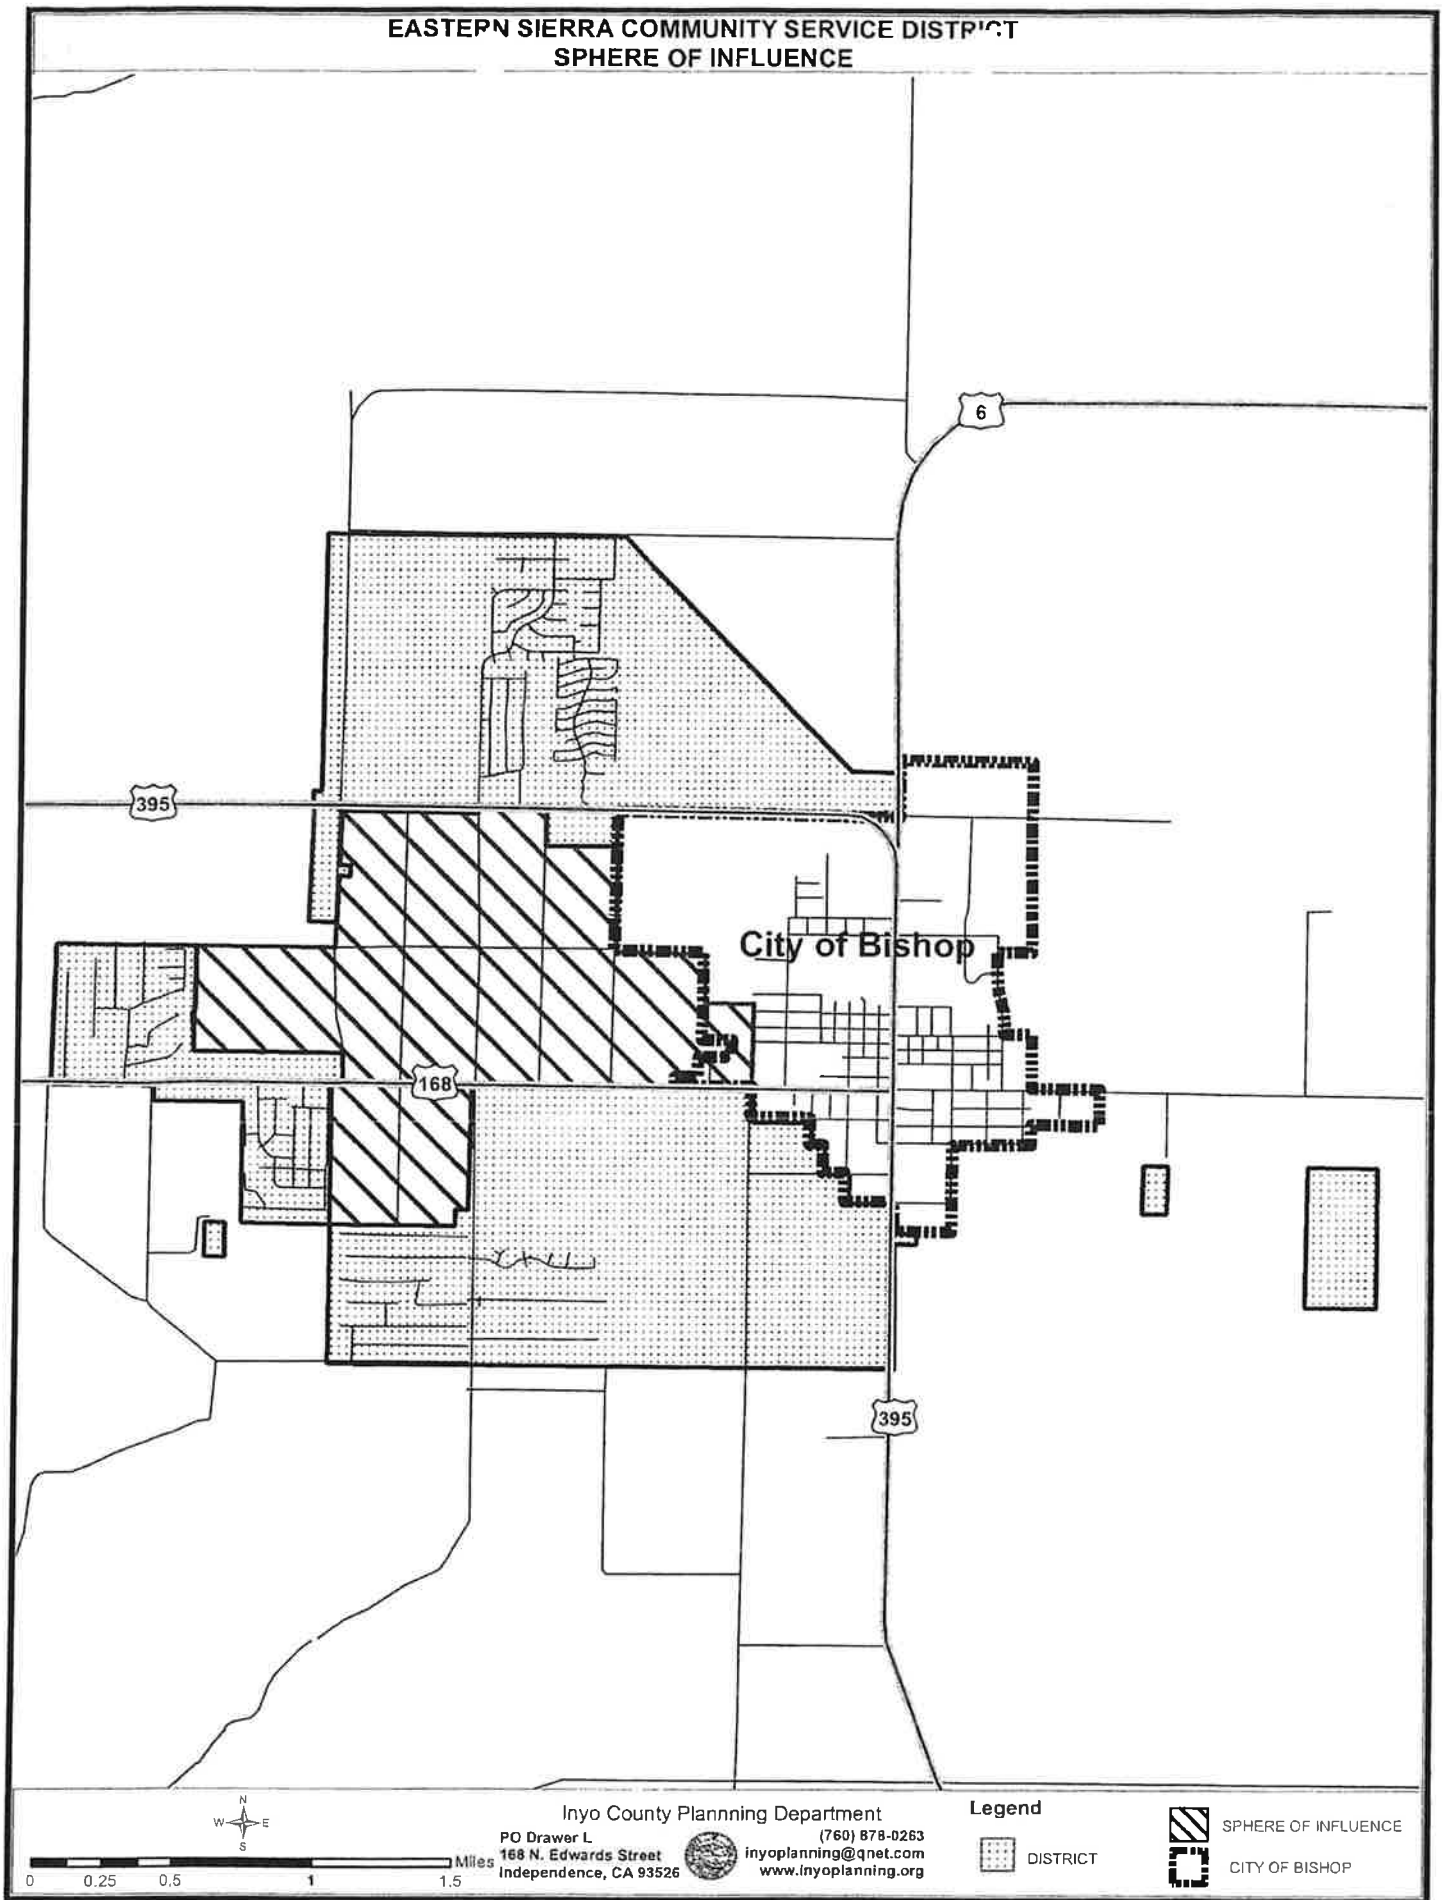 EASTERN SIERRA COMMUNITY SERVICE DISTRICT
SPHERE OF INFLUENCE
6
395
City of Bishop
168
395
N
W E
S
Miles
0 0.25 0.5 1 1.5
Inyo County Plannning Department
PO Drawer L
168 N. Edwards Street
Independence, CA 93526
(760) 878-0263
inyoplanning@qnet.com
www.inyoplanning.org
Legend
DISTRICT
SPHERE OF INFLUENCE
CITY OF BISHOP